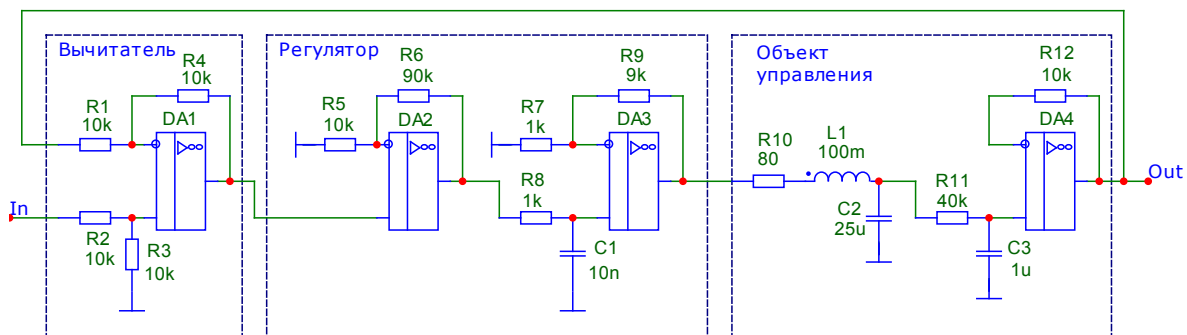 Вычитатель
Регулятор
Объект
управления
R4
10k
R6
90k
R9
9k
R12
10k
R1
10k
DA1
R5
10k
DA2
R7
1k
DA3
R10
80
L1
100m
DA4
In
R2
10k
R3
10k
R8
1k
C1
10n
C2
25u
R11
40k
C3
1u
Out